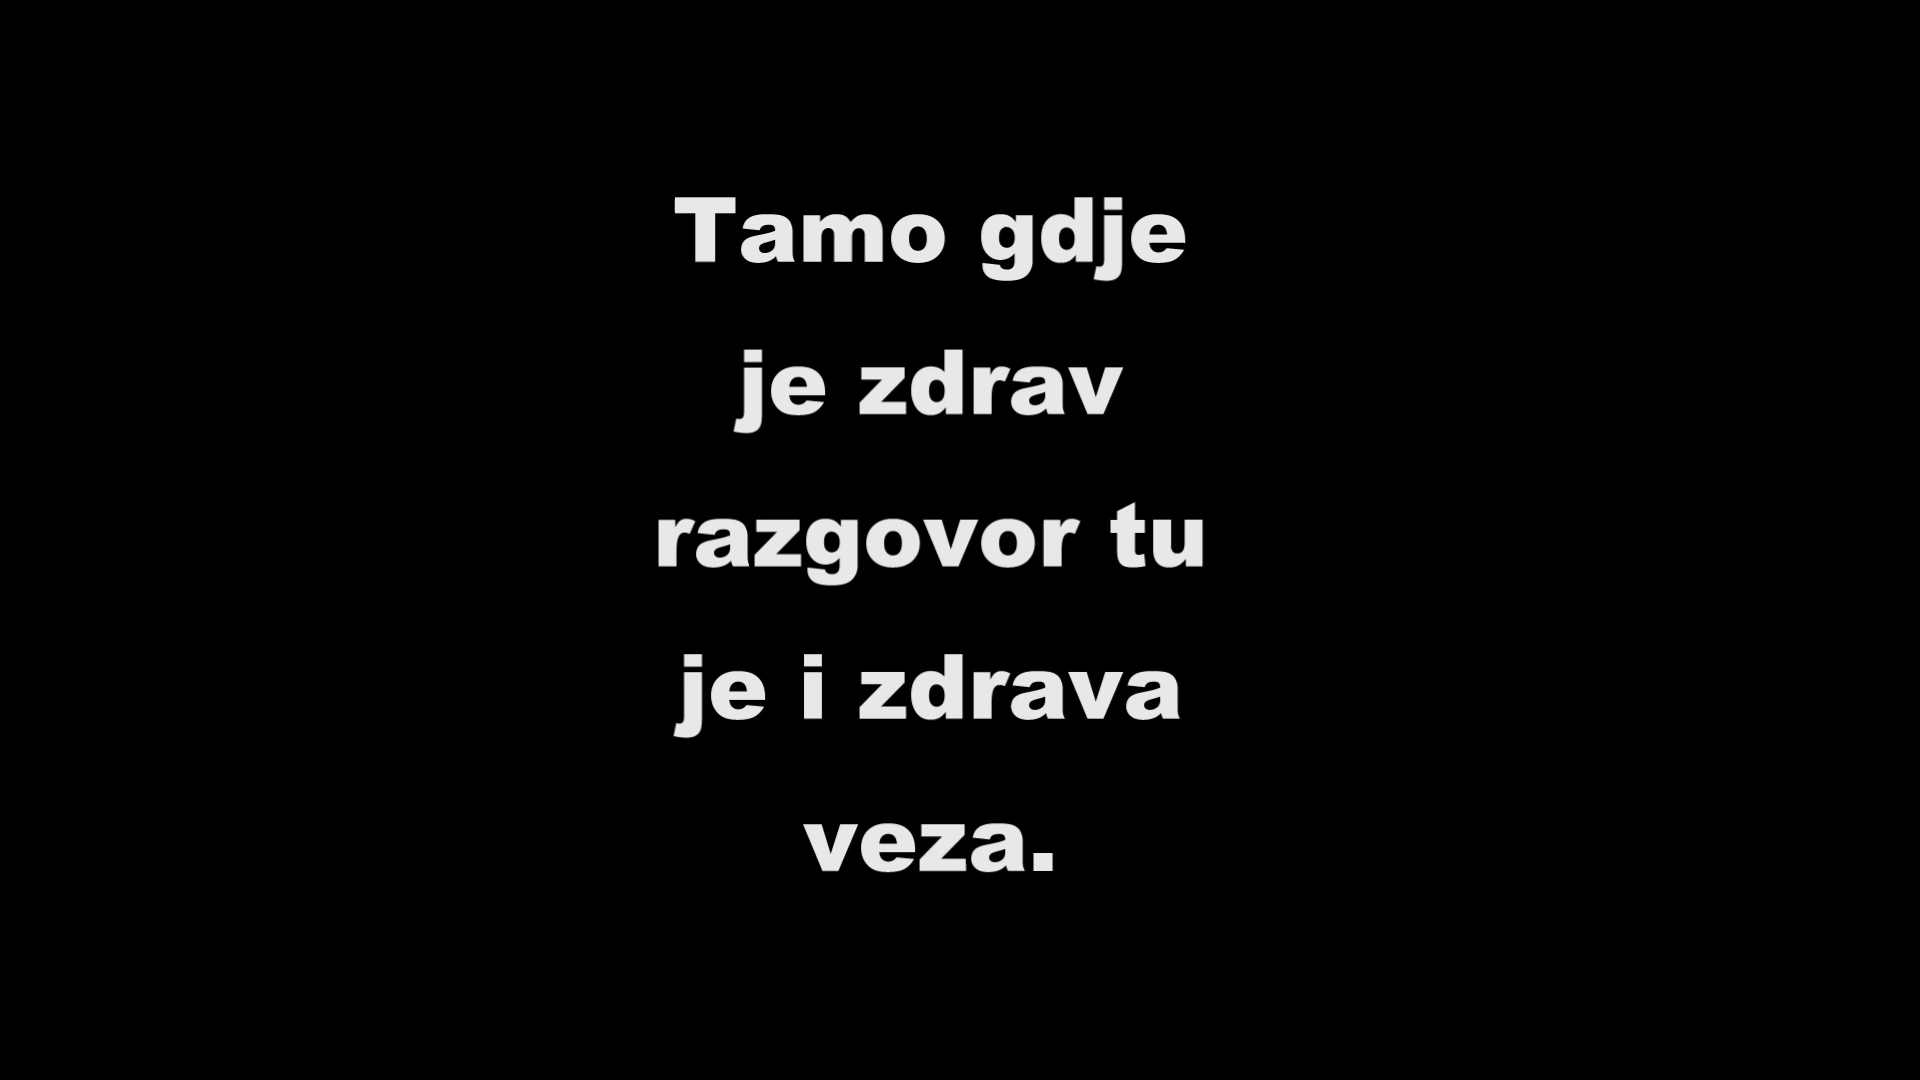 Tamo gdje
je zdrav
razgovor tu
je i zdrava
veza.